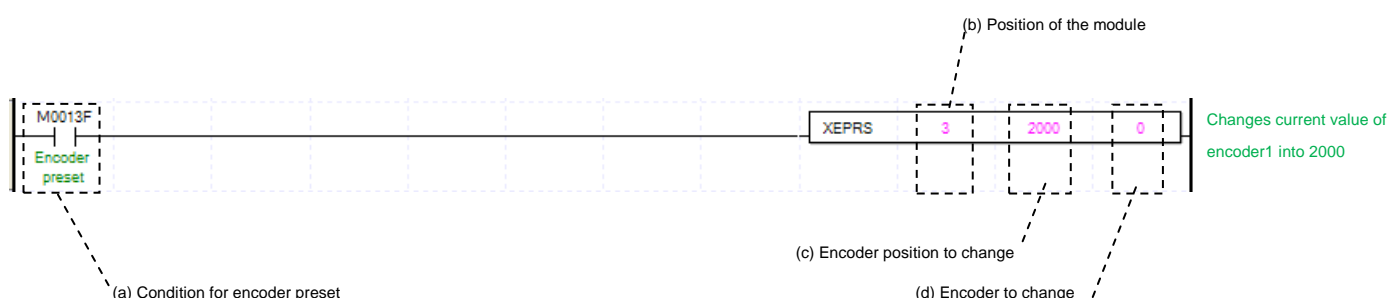 (b) Position of the module
M0013F
XEPRS 3 2000 0
Changes current value of
encoder1 into 2000
Encoder
preset
(c) Encoder position to change
(a) Condition for encoder preset
(d) Encoder to change